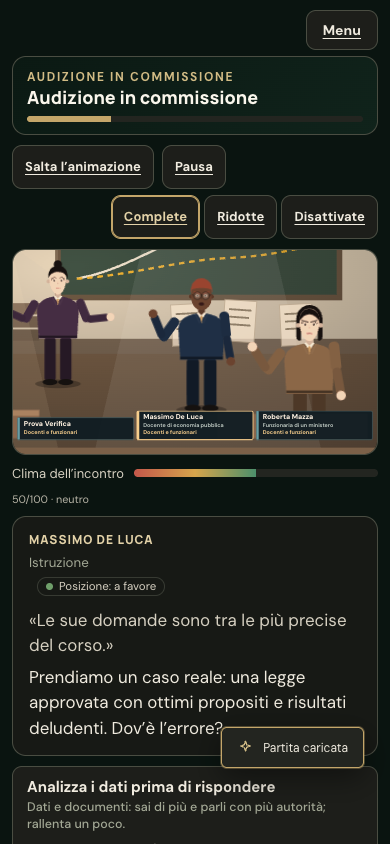 Menu
AUDIZIONE IN COMMISSIONE
Audizione in commissione
Salta l’animazione
Pausa
Complete
Ridotte
Disattivate
Prova Verifica
Docenti e funzionari
Massimo De Luca
Docente di economia pubblica
Docenti e funzionari
Roberta Mazza
Funzionaria di un ministero
Docenti e funzionari
Clima dell’incontro
50/100 · neutro
MASSIMO DE LUCA
Istruzione
Posizione: a favore
«Le sue domande sono tra le più precise
del corso.»
Prendiamo un caso reale: una legge
approvata con ottimi propositi e risultati
deludenti. Dov’è l’errore?
Partita caricata
Analizza i dati prima di rispondere
Dati e documenti: sai di più e parli con più autorità;
rallenta un poco.